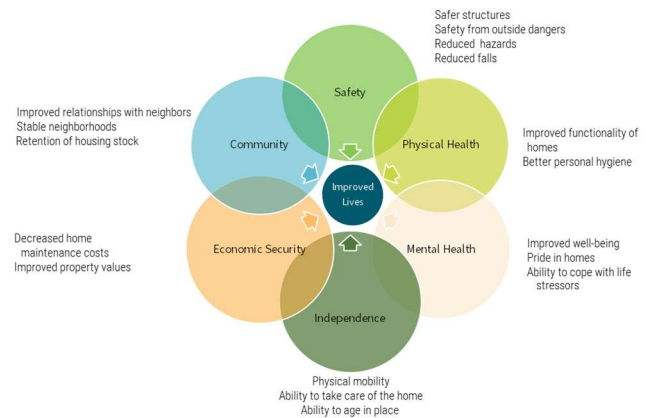 Safer structures
Safety from outside dangers
Reduced hazards
Reduced falls
Safety
Improved relationships with neighbors
Stable neighborhoods
Retention of housing stock
Community
Physical Health
Improved functionality of
homes
Better personal hygiene
Improved
Lives
Decreased home
maintenance costs
Improved property values
Economic Security
Mental Health
Improved well-being
Pride in homes
Ability to cope with life
stressors
Independence
Physical mobility
Ability to take care of the home
Ability to age in place